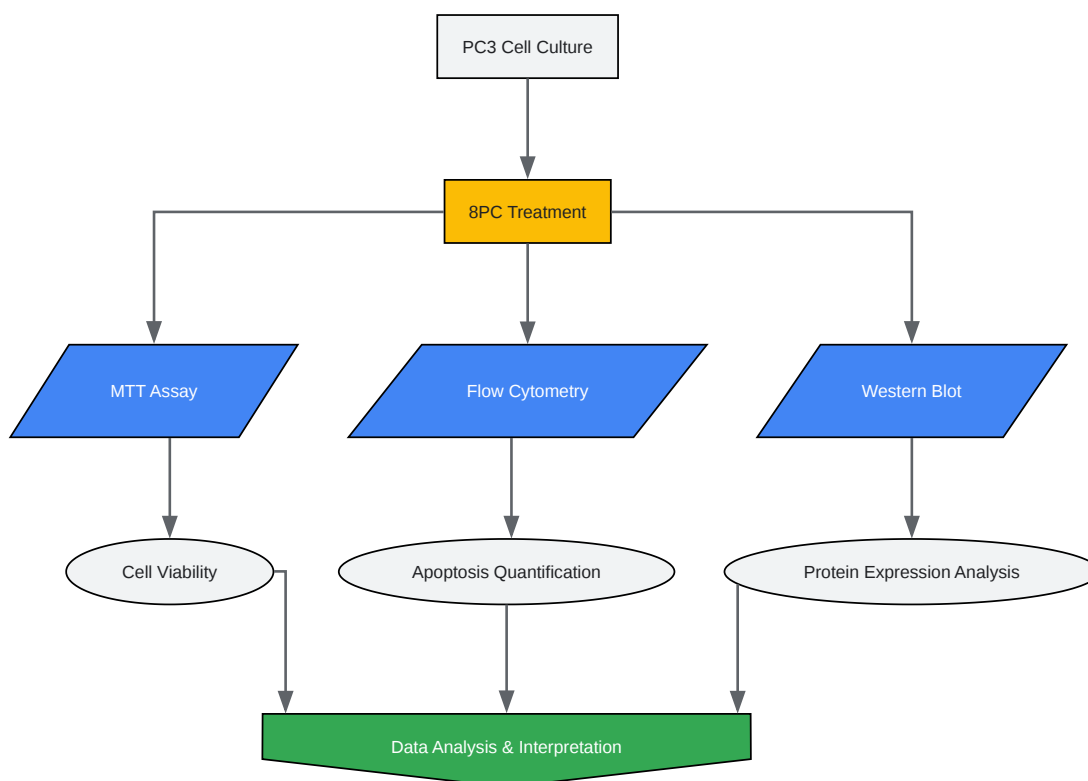 PC3 Cell Culture
8PC Treatment
MTT Assay
Flow Cytometry
Western Blot
Cell Viability
Apoptosis Quantification
Protein Expression Analysis
Data Analysis & Interpretation